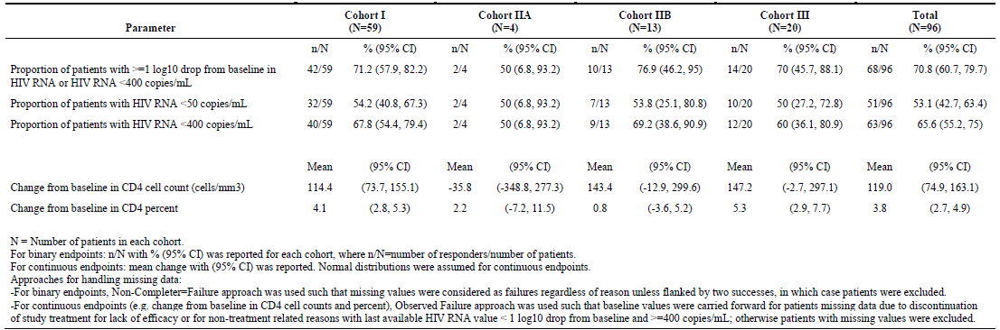 Parameter Cohort I (N=59) Cohort IIA (N=4) Cohort IIB (N=13) Cohort III (N=20) Total (N=96)
n/N % (95% CI) n/N % (95% CI) n/N % (95% CI) n/N % (95% CI) n/N % (95% CI)
Proportion of patients with >=1 log10 drop from baseline in 42/59 71.2 (57.9, 82.2) 2/4 50 (6.8, 93.2) 10/13 76.9 (46.2, 95) 14/20 70 (45.7, 88.1) 68/96 70.8 (60.7, 79.7)
HIV RNA or HIV RNA <400 copies/mL
Proportion of patients with HIV RNA <50 copies/mL 32/59 54.2 (40.8, 67.3) 2/4 50 (6.8, 93.2) 7/13 53.8 (25.1, 80.8) 10/20 50 (27.2, 72.8) 51/96 53.1 (42.7, 63.4)
Proportion of patients with HIV RNA <400 copies/mL 40/59 67.8 (54.4, 79.4) 2/4 50 (6.8, 93.2) 9/13 69.2 (38.6, 90.9) 12/20 60 (36.1, 80.9) 63/96 65.6 (55.2, 75)
Mean (95% CI) Mean (95% CI) Mean (95% CI) Mean (95% CI) Mean (95% CI)
Change from baseline in CD4 cell count (cells/mm3) 114.4 (73.7, 155.1) -35.8 (-348.8, 277.3) 143.4 (-12.9, 299.6) 147.2 (-2.7, 297.1) 119.0 (74.9, 163.1)
Change from baseline in CD4 percent 4.1 (2.8, 5.3) 2.2 (-7.2, 11.5) 0.8 (-3.6, 5.2) 5.3 (2.9, 7.7) 3.8 (2.7, 4.9)
N = Number of patients in each cohort.
For binary endpoints: n/N with % (95% CI) was reported for each cohort, where n/N=number of responders/number of patients.
For continuous endpoints: mean change with (95% CI) was reported. Normal distributions were assumed for continuous endpoints.
Approaches for handling missing data:
-For binary endpoints, Non-Completer=Failure approach was used such that missing values were considered as failures regardless of reason unless flanked by two successes, in which case patients were excluded.
-For continuous endpoints (e.g. change from baseline in CD4 cell counts and percent), Observed Failure approach was used such that baseline values were carried forward for patients missing data due to discontinuation
of study treatment for lack of efficacy or for non-treatment related reasons with last available HIV RNA value < 1 log10 drop from baseline and >=400 copies/mL; otherwise patients with missing values were excluded.